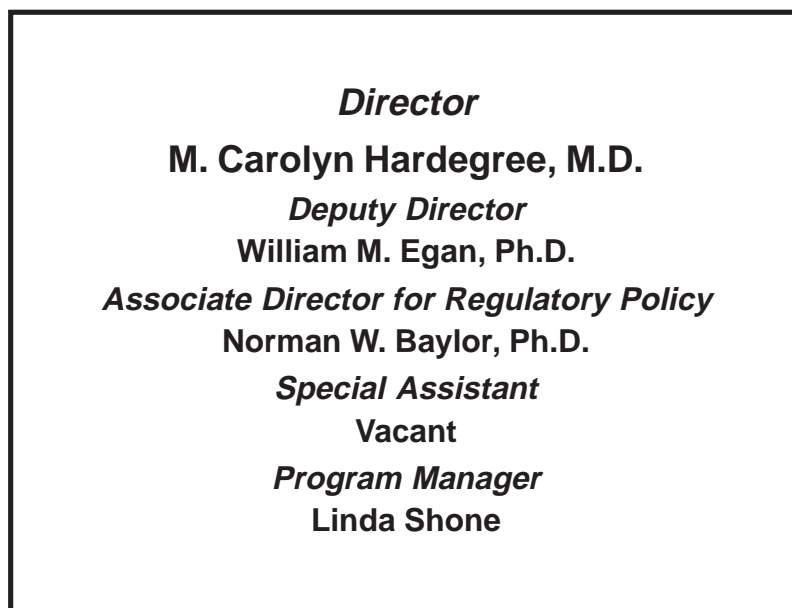 Director
M. Carolyn Hardegree, M.D.
Deputy Director
William M. Egan, Ph.D.
Associate Director for Regulatory Policy
Norman W. Baylor, Ph.D.
Special Assistant
Vacant
Program Manager
Linda Shone